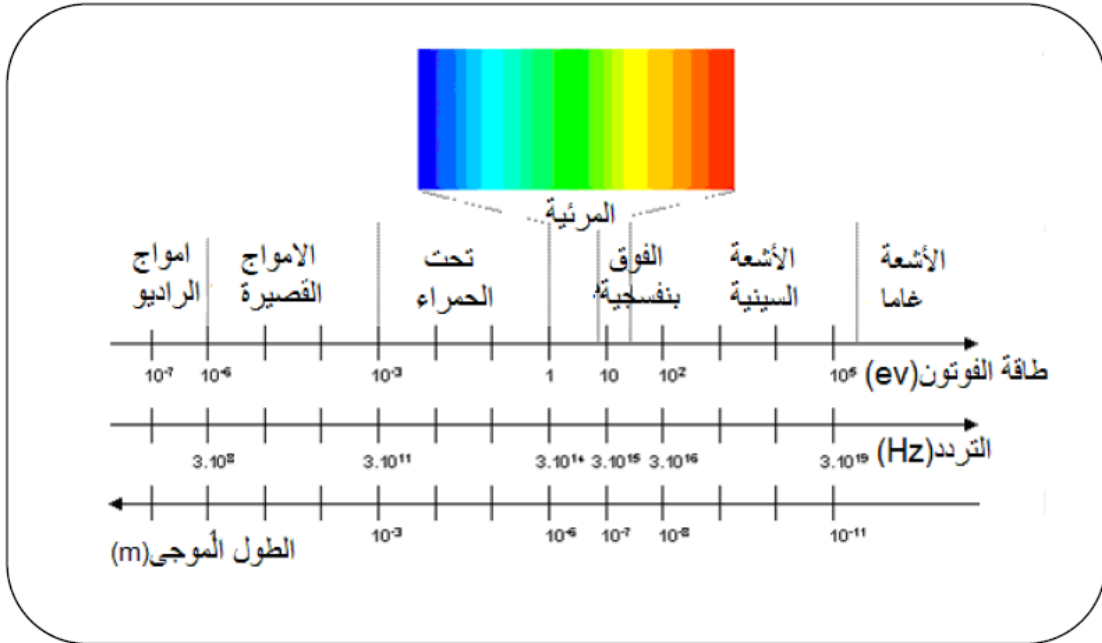 المرئية
امواج
الراديو
الامواج
القصيرة
تحت
الحمراء
الفوق
بنفسجية
الأشعة
السينية
الأشعة
غاما
10⁻⁷ 10⁻⁶ 10⁻³ 1 10 10² 10⁵ طاقة الفوتون(ev)
3.10⁸ 3.10¹¹ 3.10¹⁴ 3.10¹⁵ 3.10¹⁶ 3.10¹⁹ التردد(Hz)
10⁻³ 10⁻⁶ 10⁻⁷ 10⁻⁸ 10⁻¹¹
1
الطول الموجى(m)